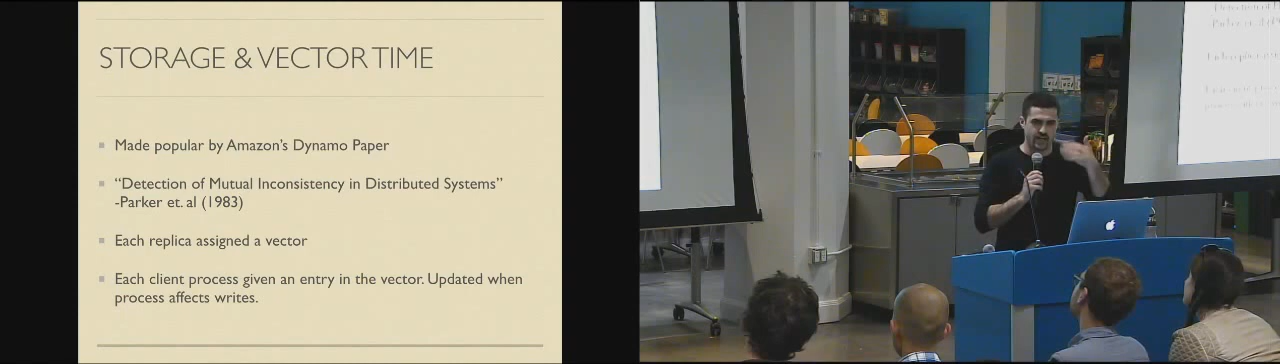 STORAGE & VECTOR TIME
Made popular by Amazon's Dynamo Paper
“Detection of Mutual Inconsistency in Distributed Systems”
-Parker et. al (1983)
Each replica assigned a vector
Each client process given an entry in the vector. Updated when
process affects writes.